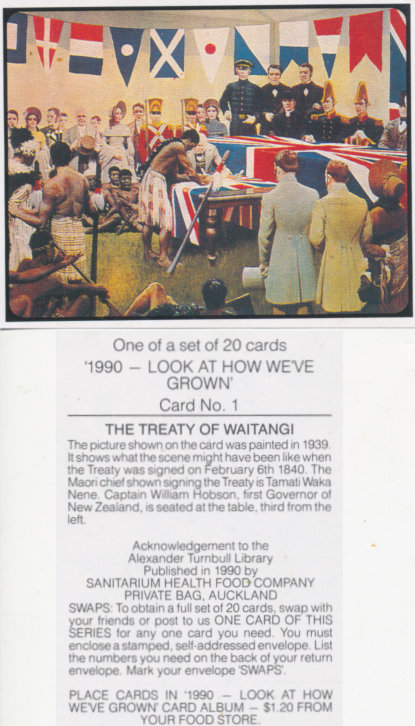 One of a set of 20 cards
'1990 — LOOK AT HOW WE'VE
GROWN'
Card No. 1
THE TREATY OF WAITANGI
The picture shown on the card was painted in 1939.
It shows what the scene might have been like when
the Treaty was signed on February 6th 1840. The
Maori chief shown signing the Treaty is Tamati Waka
Nene. Captain William Hobson, first Governor of
New Zealand, is seated at the table, third from the
left.
Acknowledgement to the
Alexander Turnbull Library
Published in 1990 by
SANITARIUM HEALTH FOOD COMPANY
PRIVATE BAG, AUCKLAND
SWAPS: To obtain a full set of 20 cards, swap with
your friends or post to us ONE CARD OF THIS
SERIES for any one card you need. You must
enclose a stamped, self-addressed envelope. List
the numbers you need on the back of your return
envelope. Mark your envelope 'SWAPS'.
PLACE CARDS IN '1990 — LOOK AT HOW
WE'VE GROWN' CARD ALBUM — $1.20 FROM
YOUR FOOD STORE.